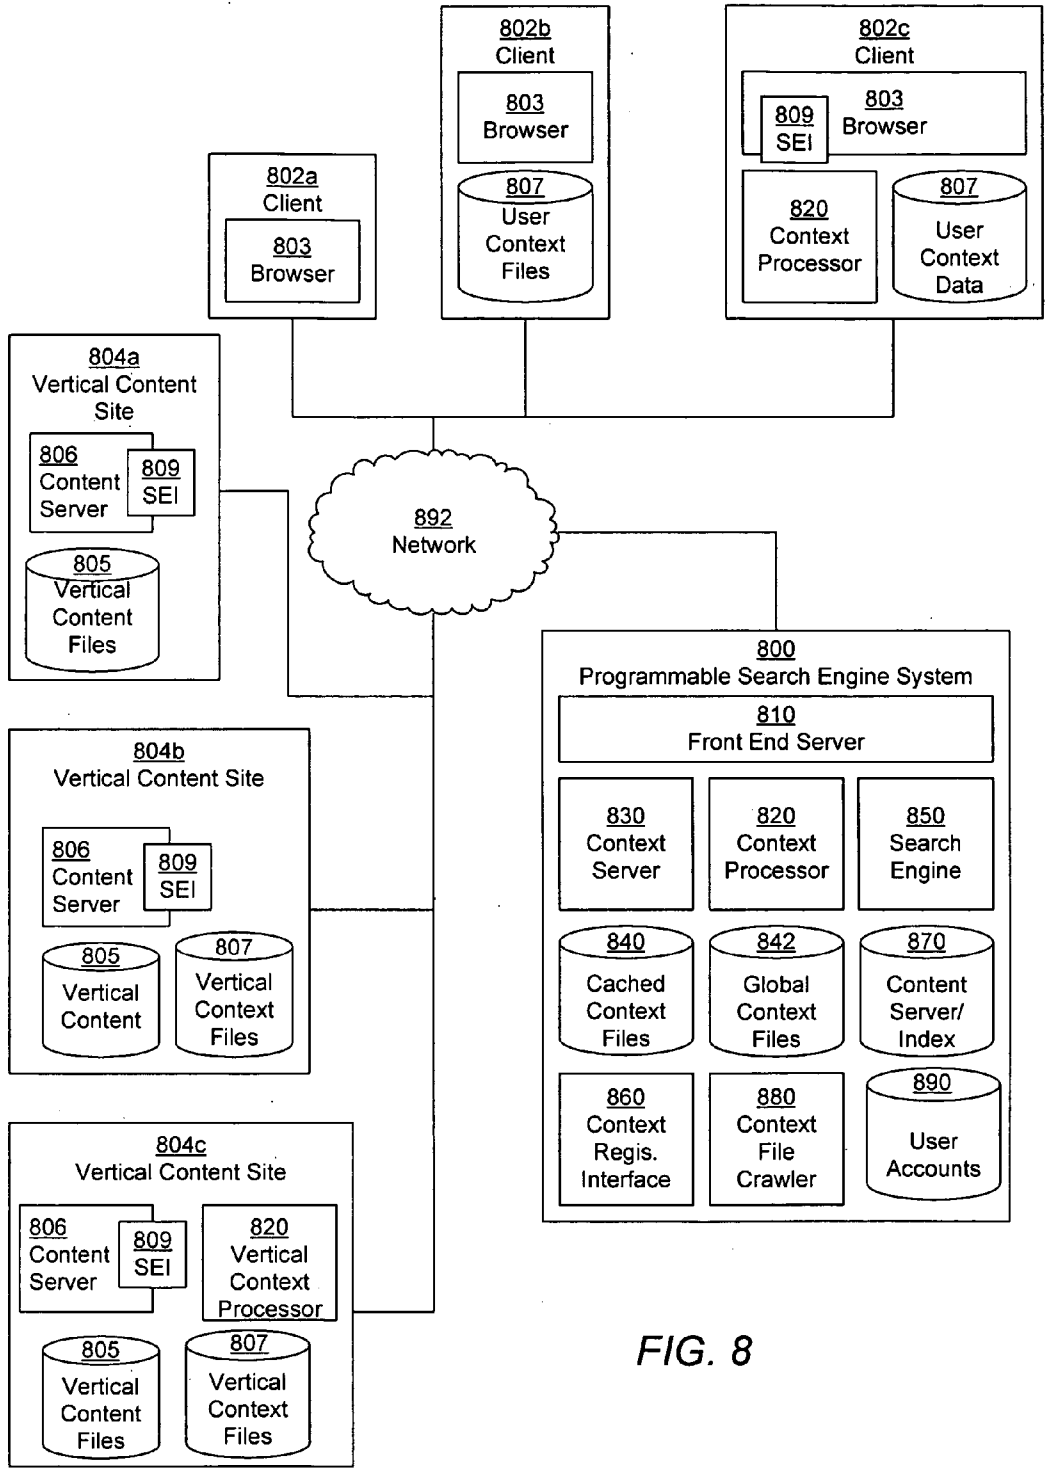 802a
Client
803
Browser
802b
Client
803
Browser
807
User
Context
Files
802c
Client
803
Browser
809
SEI
820
Context
Processor
807
User
Context
Data
804a
Vertical Content
Site
806
Content
Server
809
SEI
805
Vertical
Content
Files
892
Network
804b
Vertical Content Site
806
Content
Server
809
SEI
805
Vertical
Content
807
Vertical
Context
Files
804c
Vertical Content Site
806
Content
Server
809
SEI
820
Vertical
Context
Processor
805
Vertical
Content
Files
807
Vertical
Context
Files
800
Programmable Search Engine System
810
Front End Server
830
Context
Server
820
Context
Processor
850
Search
Engine
840
Cached
Context
Files
842
Global
Context
Files
870
Content
Server/
Index
860
Context
Regis.
Interface
880
Context
File
Crawler
890
User
Accounts
FIG. 8